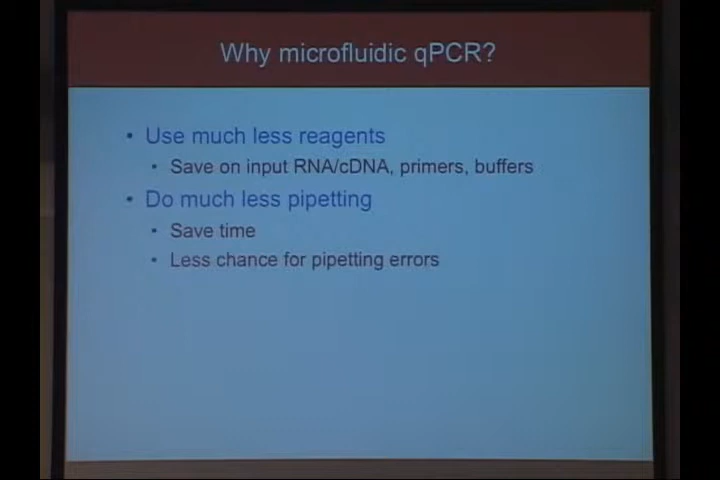 Why microfluidic qPCR?
• Use much less reagents
• Save on input RNA/cDNA, primers, buffers
• Do much less pipetting
• Save time
• Less chance for pipetting errors